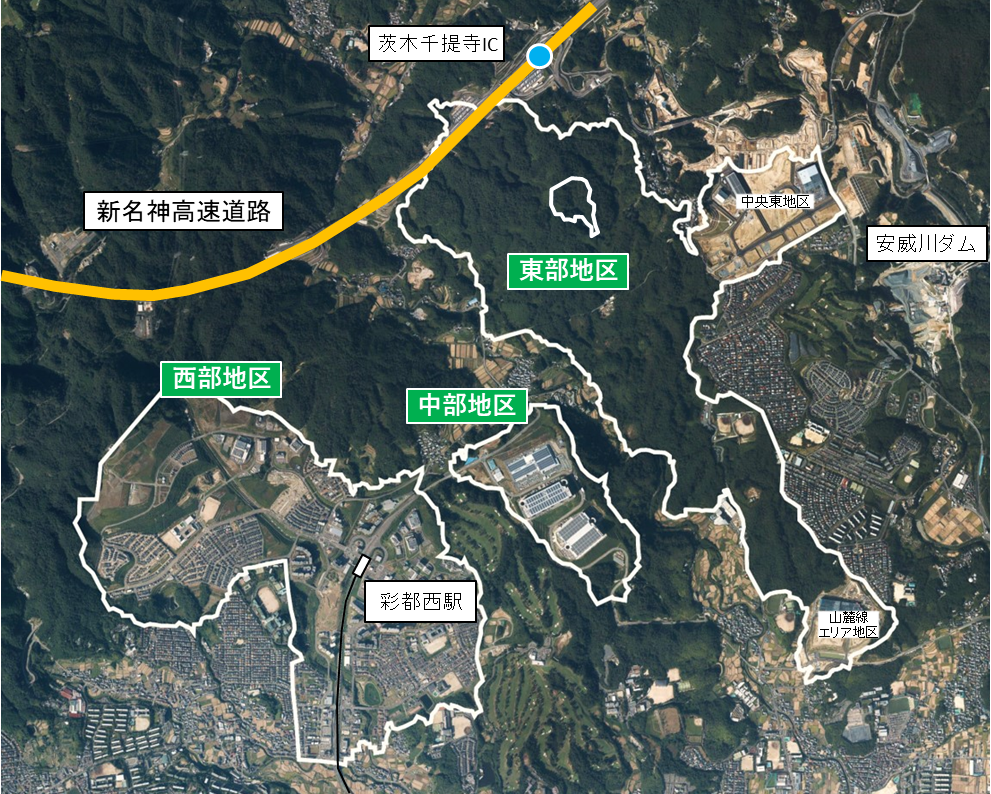 茨木千提寺IC
新名神高速道路
中央東地区
安威川ダム
東部地区
西部地区
中部地区
彩都西駅
山麓線
エリア地区